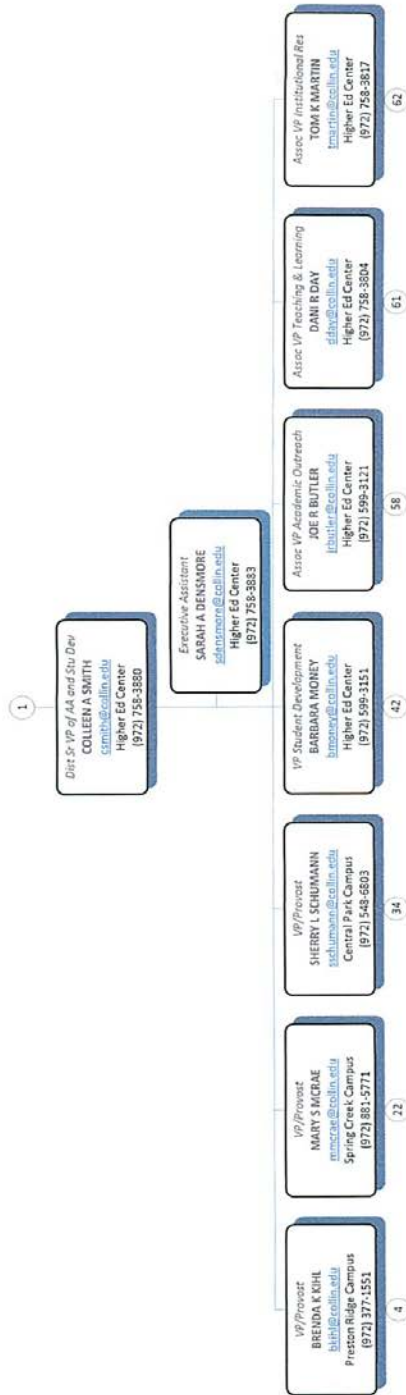 1
Dist Sr VP of AA and Stu Dev
COLLEEN A SMITH
csmith@collin.edu
Higher Ed Center
(972) 758-3880
Executive Assistant
SARAH A DENSMORE
sdensmore@collin.edu
Higher Ed Center
(972) 758-3883
VP/Provost
BRENDA K KIHL
bkihl@collin.edu
Preston Ridge Campus
(972) 377-1551
4
VP/Provost
MARY S MCRAE
mmcrae@collin.edu
Spring Creek Campus
(972) 881-5771
22
VP/Provost
SHERRY L SCHUMANN
sschumann@collin.edu
Central Park Campus
(972) 548-6803
34
VP Student Development
BARBARA MONEY
bmoney@collin.edu
Higher Ed Center
(972) 599-3151
42
Assoc VP Academic Outreach
JOE R BUTLER
jrbutler@collin.edu
Higher Ed Center
(972) 599-3121
58
Assoc VP Teaching & Learning
DANI R DAY
dday@collin.edu
Higher Ed Center
(972) 758-3804
61
Assoc VP Institutional Res
TOM K MARTIN
tmartin@collin.edu
Higher Ed Center
(972) 758-3817
62